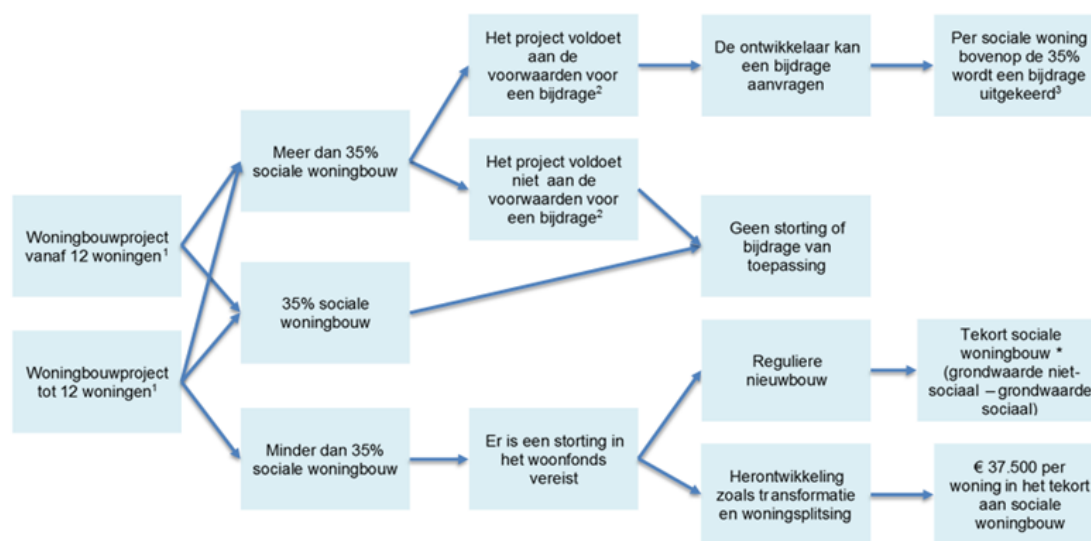 Woningbouwproject
vanaf 12 woningen¹
Woningbouwproject
tot 12 woningen¹
Meer dan 35%
sociale woningbouw
35% sociale
woningbouw
Minder dan 35%
sociale woningbouw
Het project voldoet
aan de
voorwaarden voor
een bijdrage²
Het project voldoet
niet aan de
voorwaarden voor
een bijdrage²
Er is een storting in
het woonfonds
vereist
De ontwikkelaar kan
een bijdrage
aanvragen
Geen storting of
bijdrage van
toepassing
Reguliere
nieuwbouw
Herontwikkeling
zoals transformatie
en woningsplitsing
Per sociale woning
bovenop de 35%
wordt een bijdrage
uitgekeerd³
Tekort sociale
woningbouw *
(grondwaarde niet-
sociaal – grondwaarde
sociaal)
€ 37.500 per
woning in het tekort
aan sociale
woningbouw